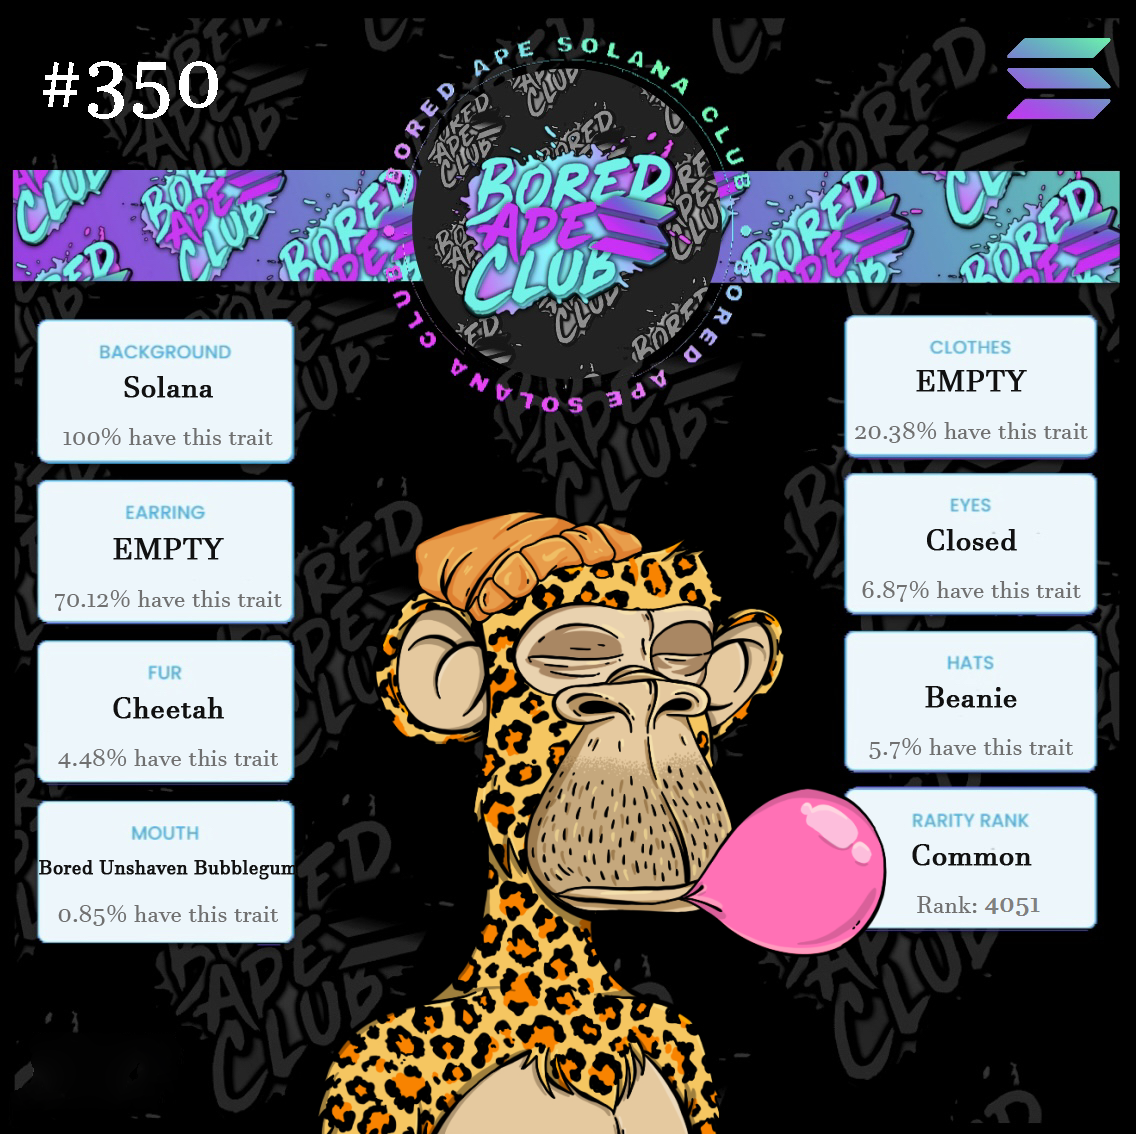 #350
BORED APE SOLANA CLUB
BORED APE SOLANA CLUB
BORED
APE
CLUB
BACKGROUND
Solana
100% have this trait
EARRING
EMPTY
70.12% have this trait
FUR
Cheetah
4.48% have this trait
MOUTH
Bored Unshaven Bubblegum
0.85% have this trait
CLOTHES
EMPTY
20.38% have this trait
EYES
Closed
6.87% have this trait
HATS
Beanie
5.7% have this trait
RARITY RANK
Common
Rank: 4051